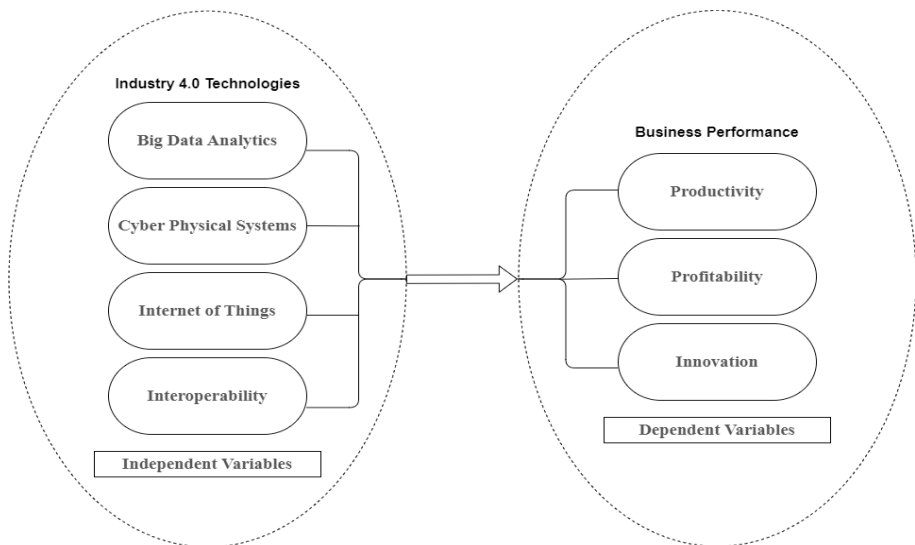 Industry 4.0 Technologies
Big Data Analytics
Cyber Physical Systems
Internet of Things
Interoperability
Independent Variables
Business Performance
Productivity
Profitability
Innovation
Dependent Variables